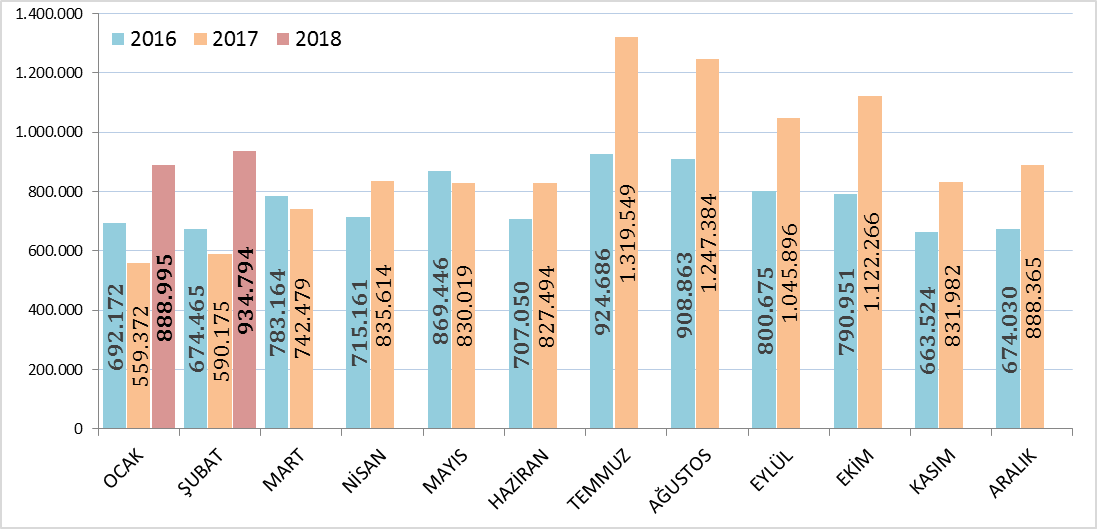 1.400.000
1.200.000
1.000.000
800.000
600.000
400.000
200.000
0
2016 2017 2018
692.172 559.372 888.995
674.465 590.175 934.794
783.164 742.479
715.161 835.614
869.446 830.019
707.050 827.494
924.686 1.319.549
908.863 1.247.384
800.675 1.045.896
790.951 1.122.266
663.524 831.982
674.030 888.365
OCAK
ŞUBAT
MART
NİSAN
MAYIS
HAZİRAN
TEMMUZ
AĞUSTOS
EYLÜL
EKİM
KASIM
ARALIK